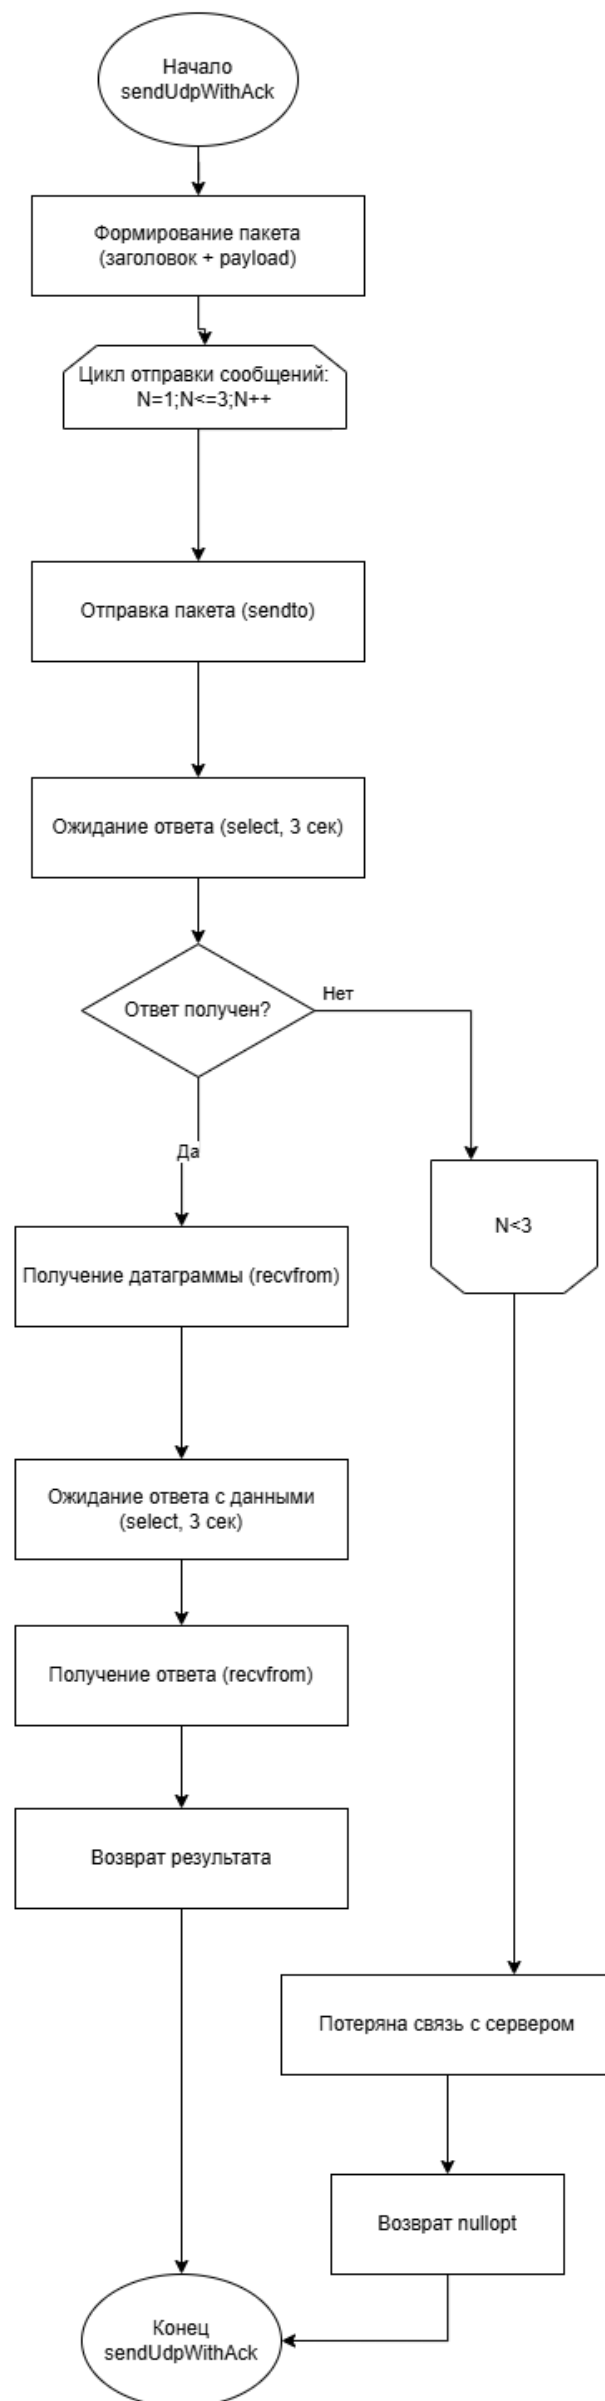 Начало
sendUdpWithAck
Формирование пакета
(заголовок + payload)
Цикл отправки сообщений:
N=1;N<=3;N++
Отправка пакета (sendto)
Ожидание ответа (select, 3 сек)
Ответ получен?
Нет
Да
N<3
Получение датаграммы (recvfrom)
Ожидание ответа с данными
(select, 3 сек)
Получение ответа (recvfrom)
Возврат результата
Потеряна связь с сервером
Возврат nullopt
Конец
sendUdpWithAck